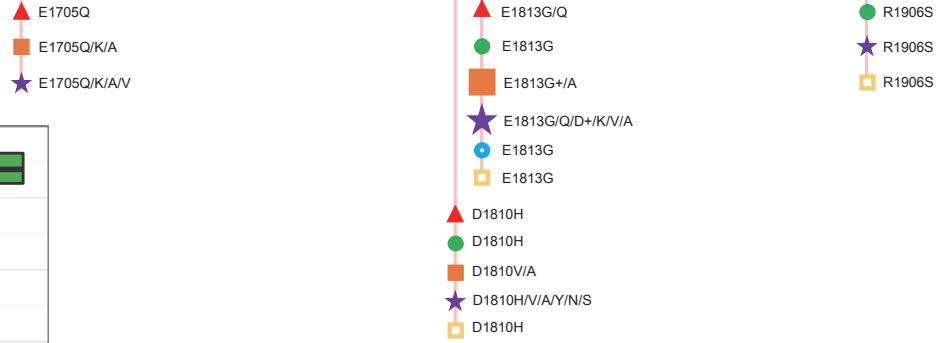 E1705Q
E1705Q/K/A
E1705Q/K/A/V
E1813G/Q
E1813G
E1813G+/A
E1813G/Q/D+/K/V/A
E1813G
E1813G
D1810H
D1810H
D1810V/A
D1810H/V/A/Y/N/S
D1810H
R1906S
R1906S
R1906S